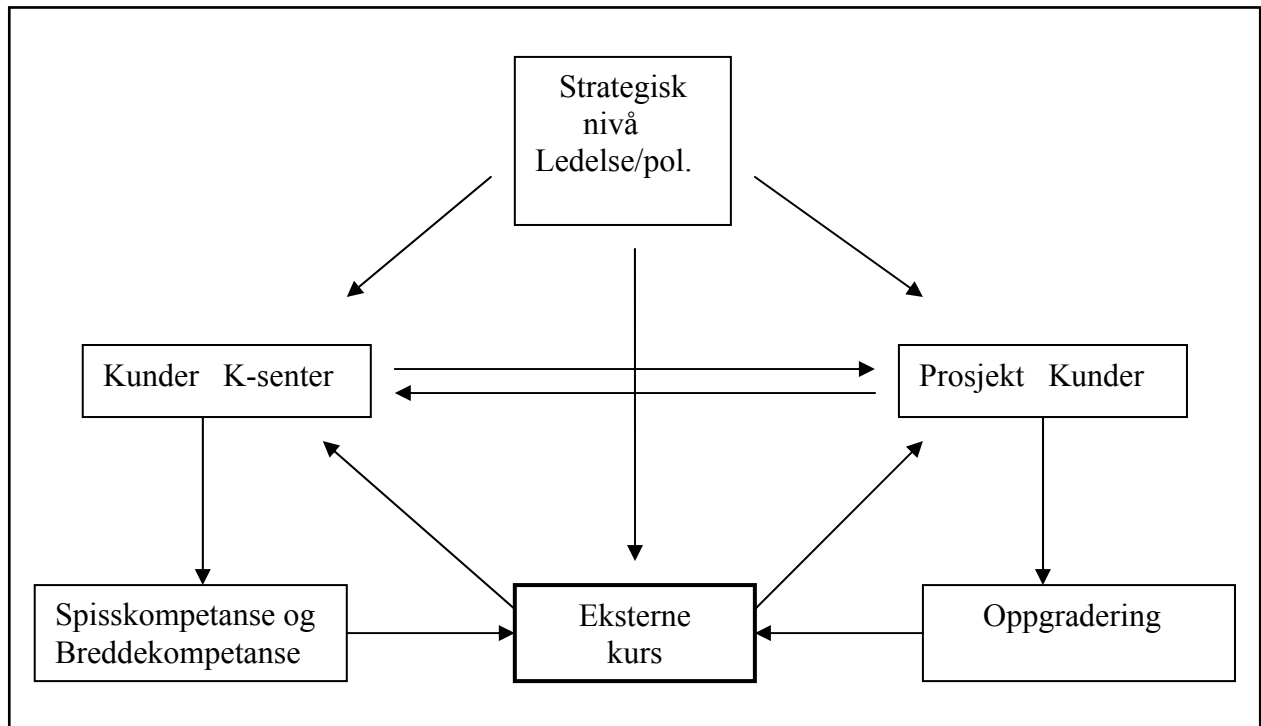 Strategisk
nivå
Ledelse/pol.
Kunder K-senter
Prosjekt Kunder
Spisskompetanse og
Breddekompetanse
Eksterne
kurs
Oppgradering